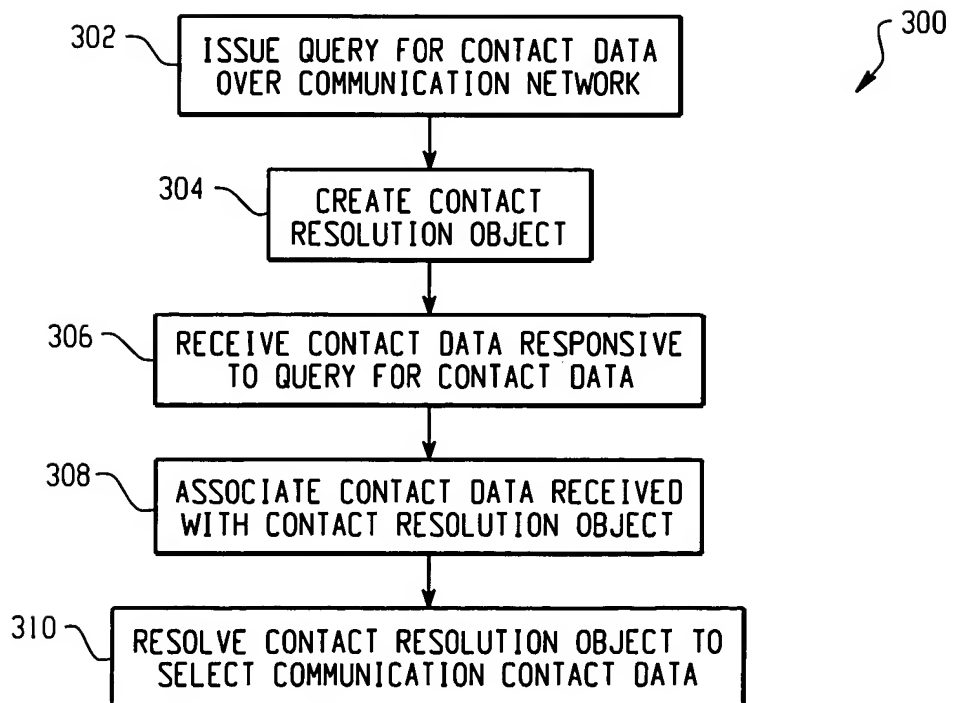 300
302
ISSUE QUERY FOR CONTACT DATA
OVER COMMUNICATION NETWORK
304
CREATE CONTACT
RESOLUTION OBJECT
306
RECEIVE CONTACT DATA RESPONSIVE
TO QUERY FOR CONTACT DATA
308
ASSOCIATE CONTACT DATA RECEIVED
WITH CONTACT RESOLUTION OBJECT
310
RESOLVE CONTACT RESOLUTION OBJECT TO
SELECT COMMUNICATION CONTACT DATA